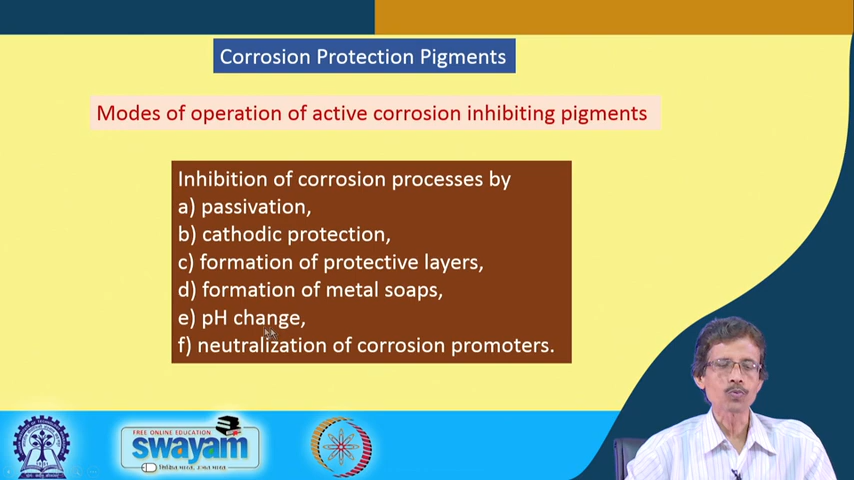 Corrosion Protection Pigments
Modes of operation of active corrosion inhibiting pigments
Inhibition of corrosion processes by
a) passivation,
b) cathodic protection,
c) formation of protective layers,
d) formation of metal soaps,
e) pH change,
f) neutralization of corrosion promoters.
FREE ONLINE EDUCATION
swayam